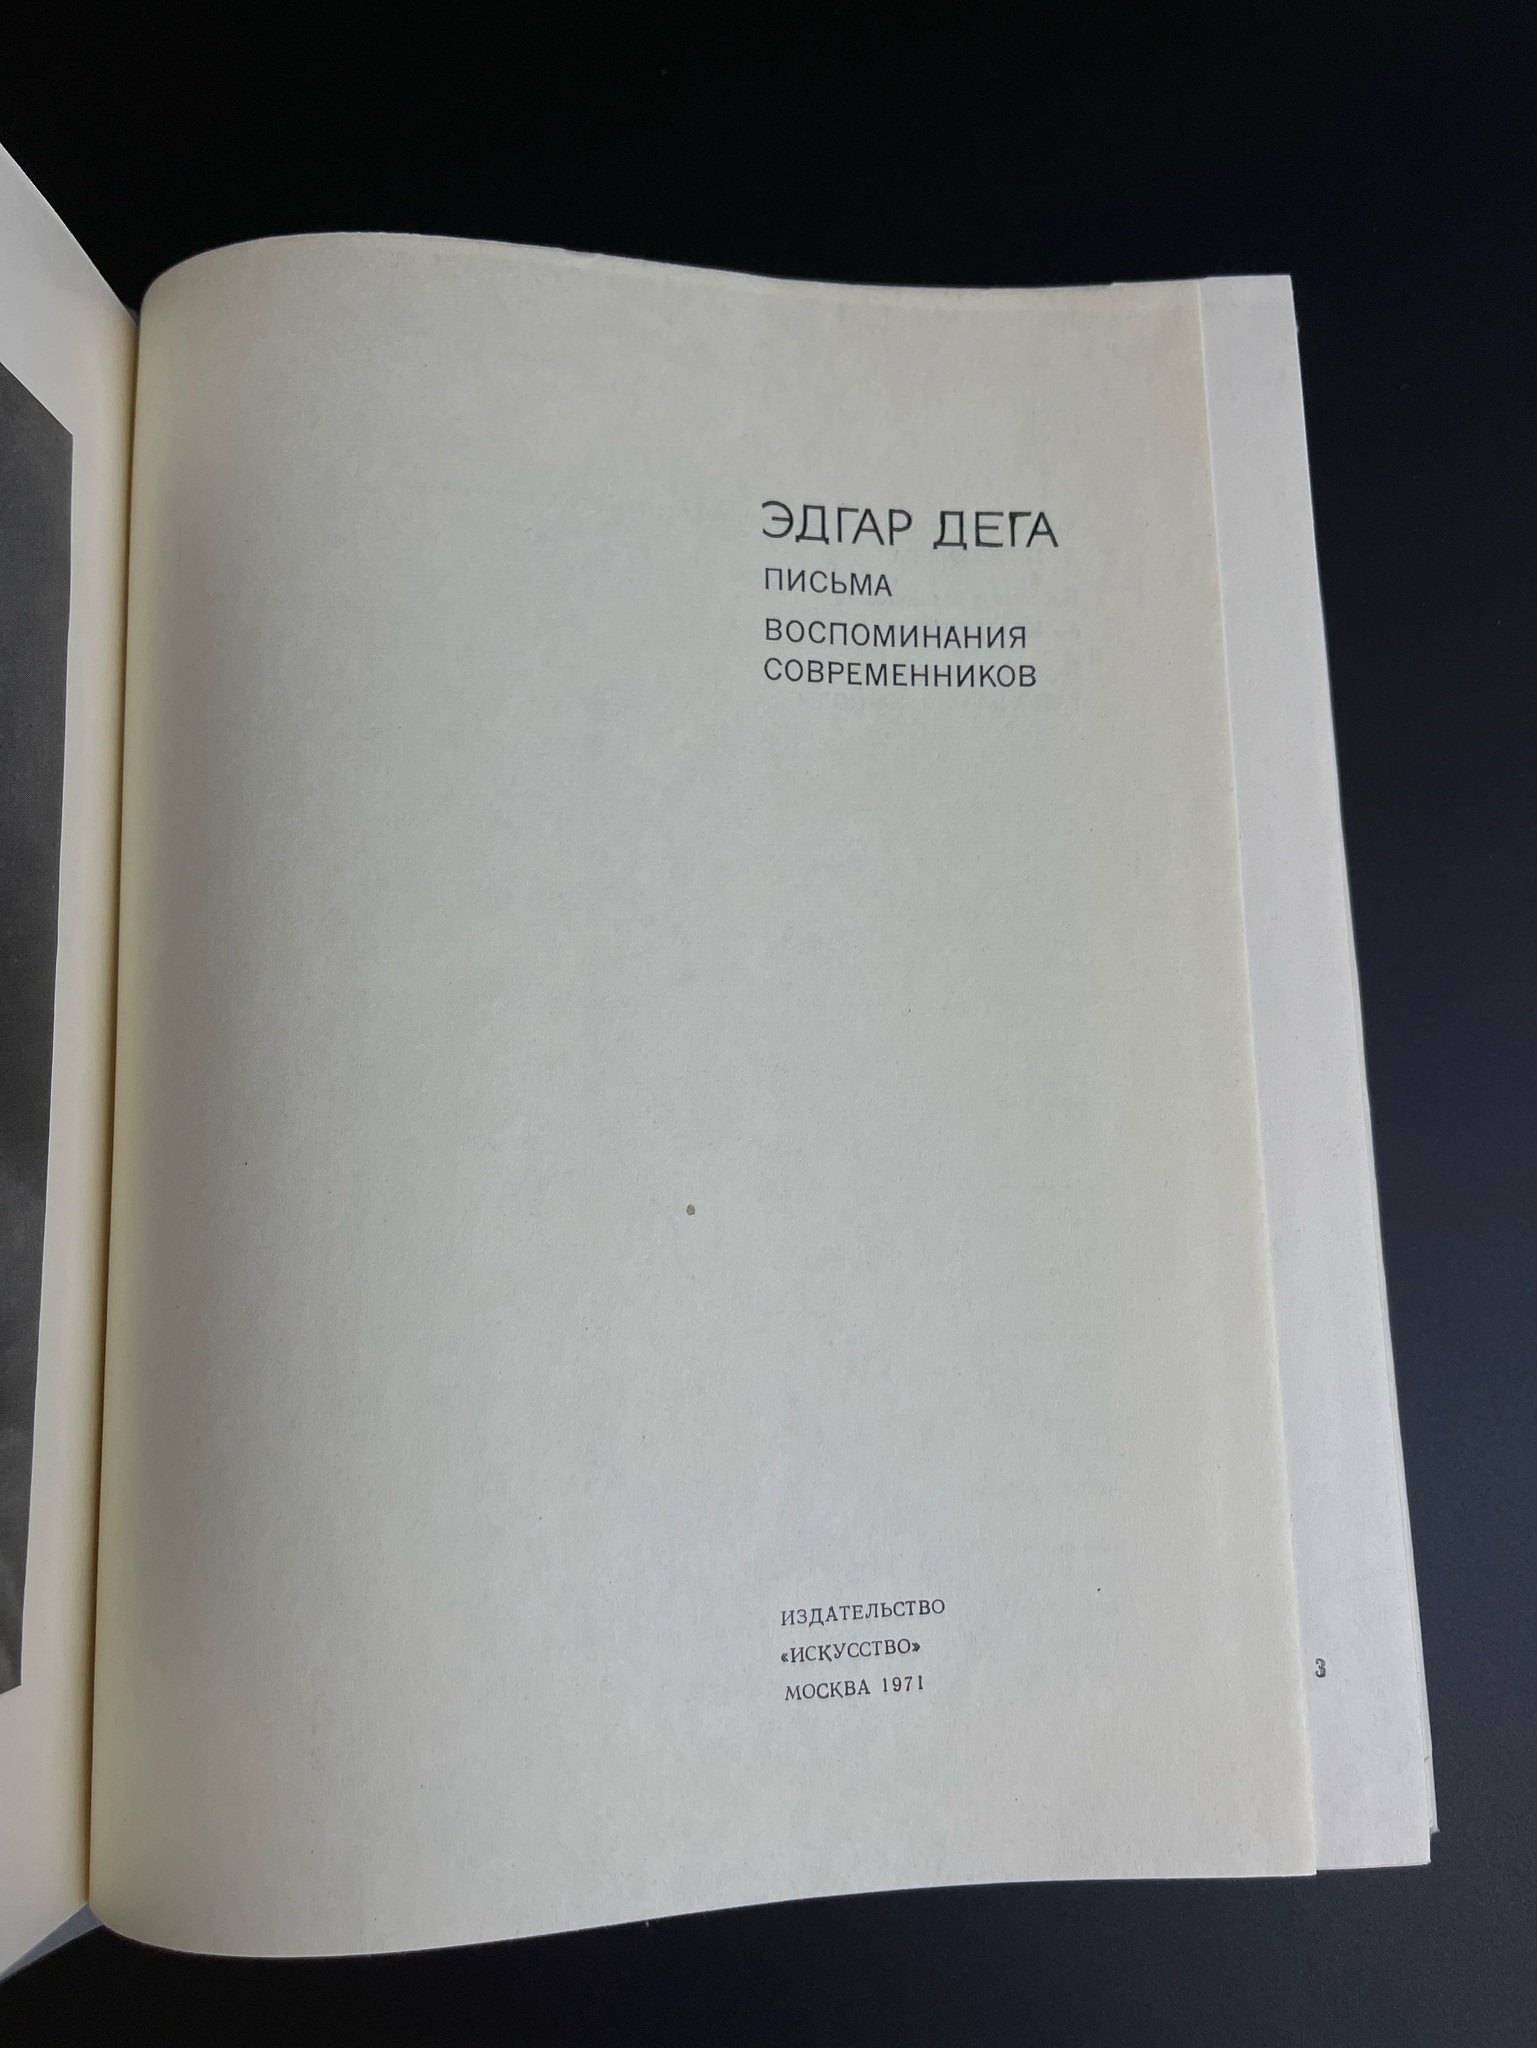 ЭДГАР ДЕГА
ПИСЬМА
ВОСПОМИНАНИЯ
СОВРЕМЕННИКОВ
ИЗДАТЕЛЬСТВО
«ИСКУССТВО»
МОСКВА 1971
3